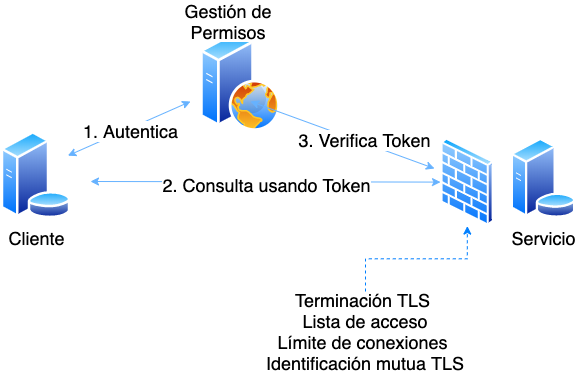 Gestión de
Permisos
1. Autentica
3. Verifica Token
2. Consulta usando Token
Cliente
Servicio
Terminación TLS
Lista de acceso
Límite de conexiones
Identificación mutua TLS